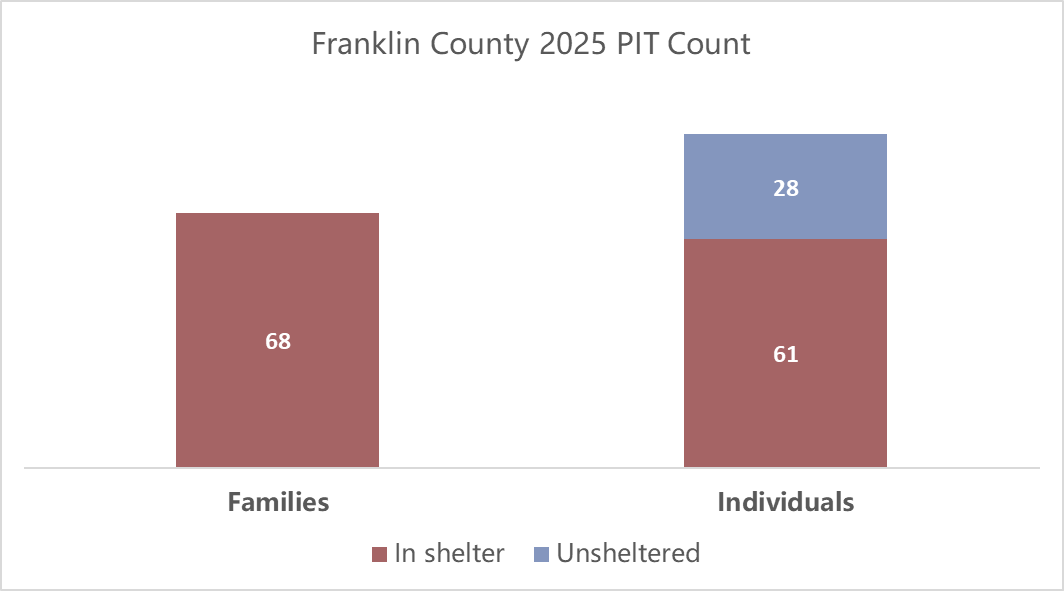 Franklin County 2025 PIT Count
28
68
61
Families Individuals
In shelter Unsheltered